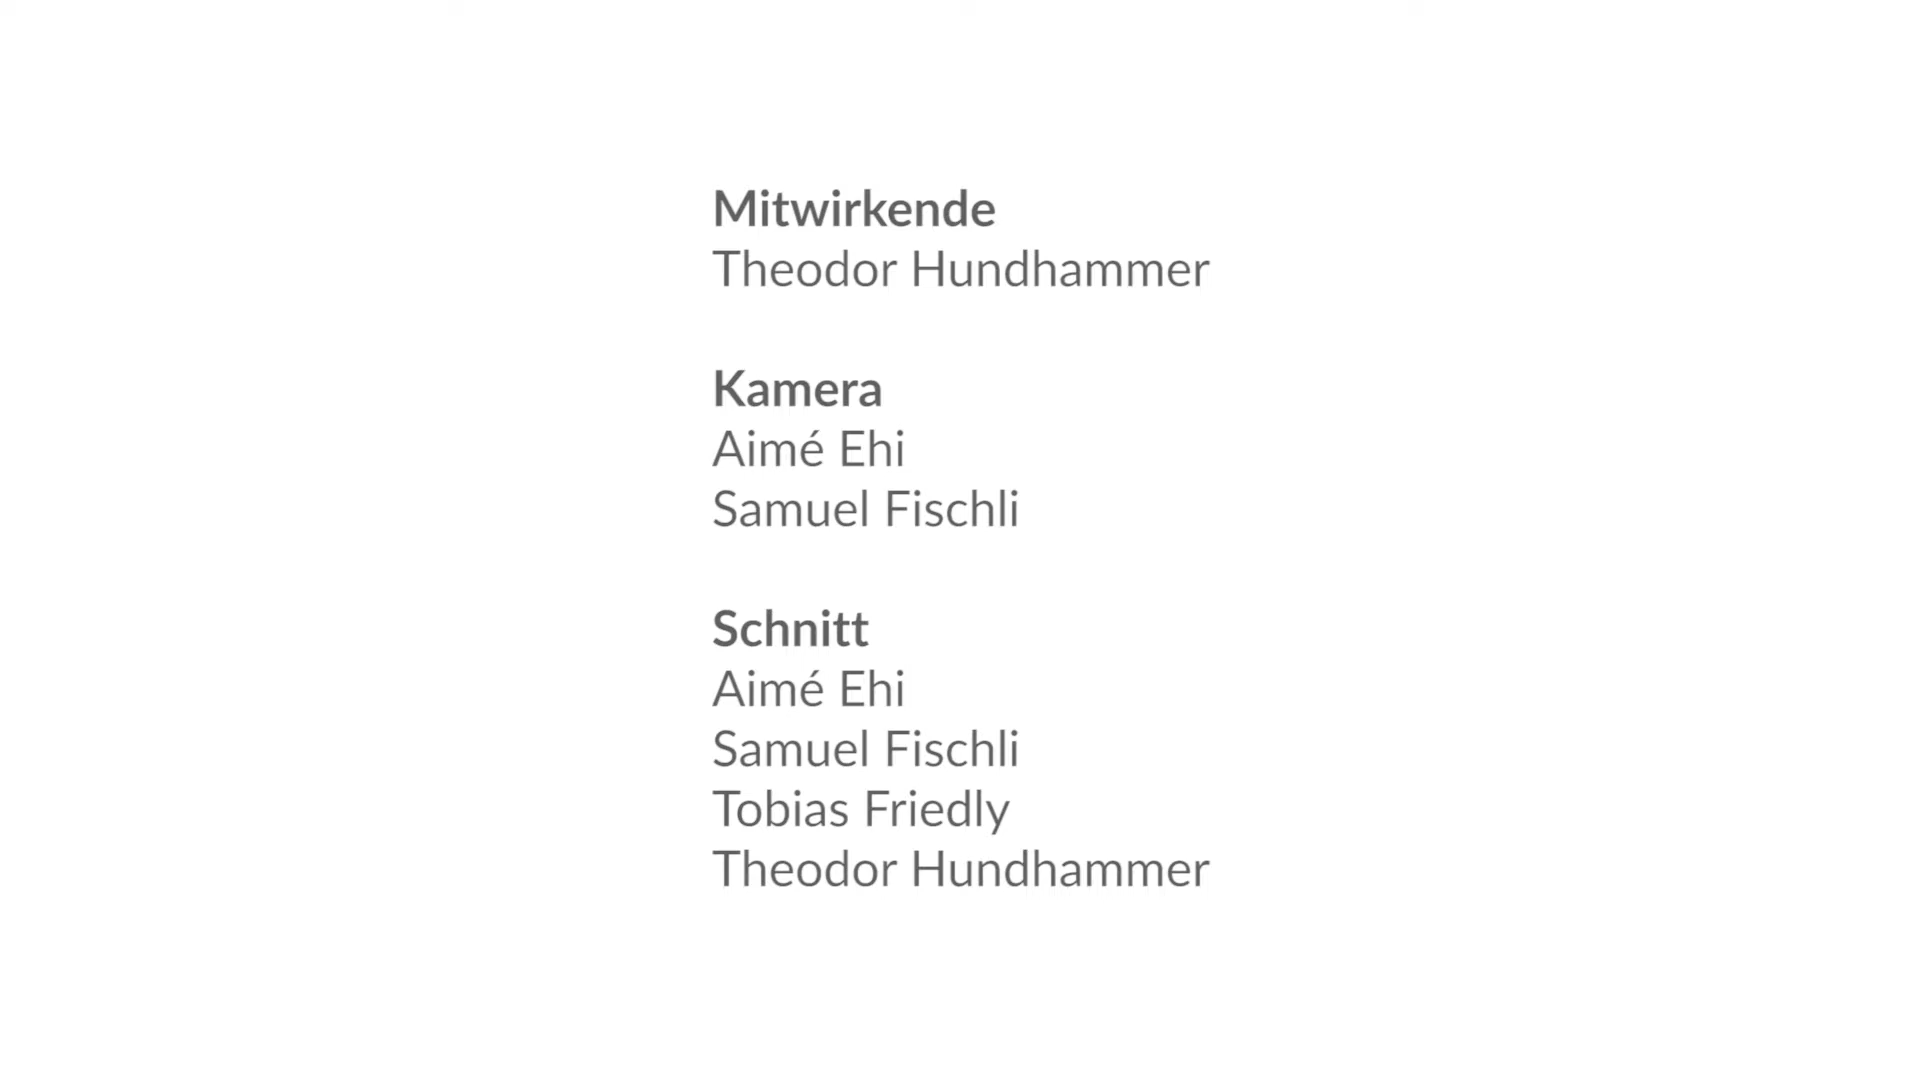 Mitwirkende
Theodor Hundhammer
Kamera
Aimé Ehi
Samuel Fischli
Schnitt
Aimé Ehi
Samuel Fischli
Tobias Friedly
Theodor Hundhammer